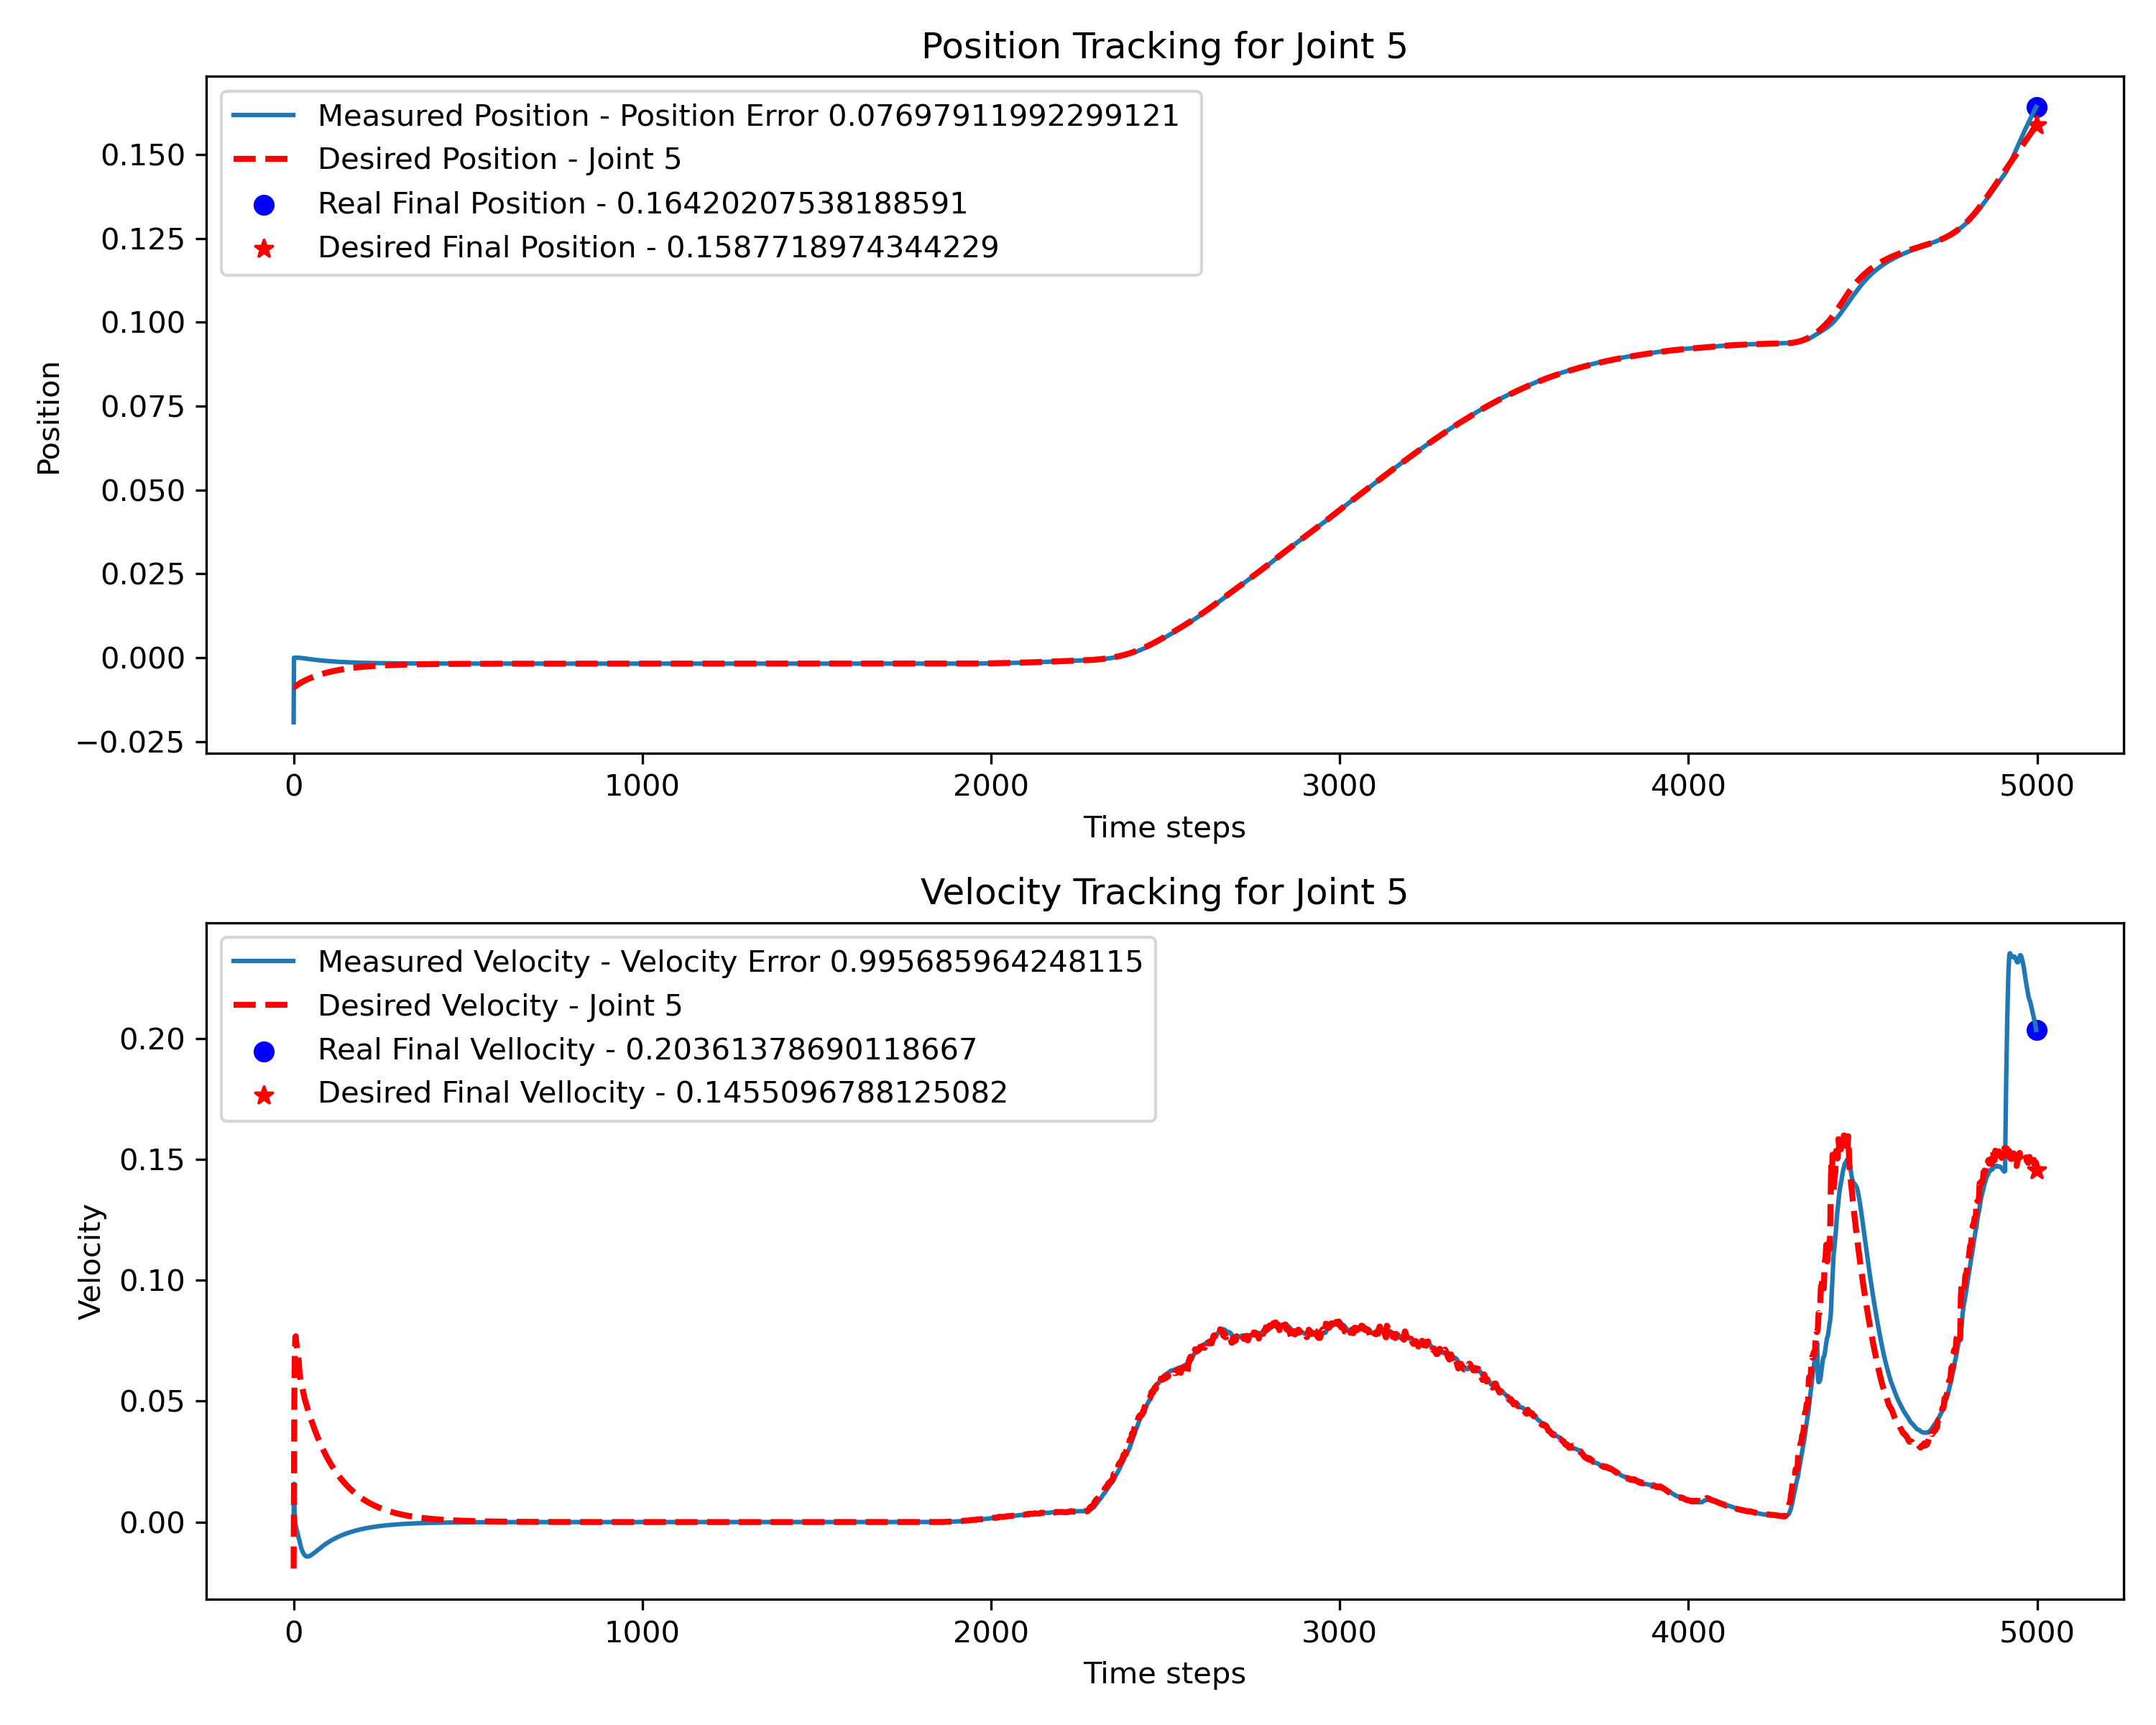 Position Tracking for Joint 5
Measured Position - Position Error 0.07697911992299121
Desired Position - Joint 5
Real Final Position - 0.16420207538188591
Desired Final Position - 0.1587718974344229
0.150
0.125
0.100
0.075
0.050
0.025
0.000
−0.025
Position
0 1000 2000 3000 4000 5000
Time steps
Velocity Tracking for Joint 5
Measured Velocity - Velocity Error 0.995685964248115
Desired Velocity - Joint 5
Real Final Vellocity - 0.20361378690118667
Desired Final Vellocity - 0.1455096788125082
0.20
0.15
0.10
0.05
0.00
Velocity
0 1000 2000 3000 4000 5000
Time steps